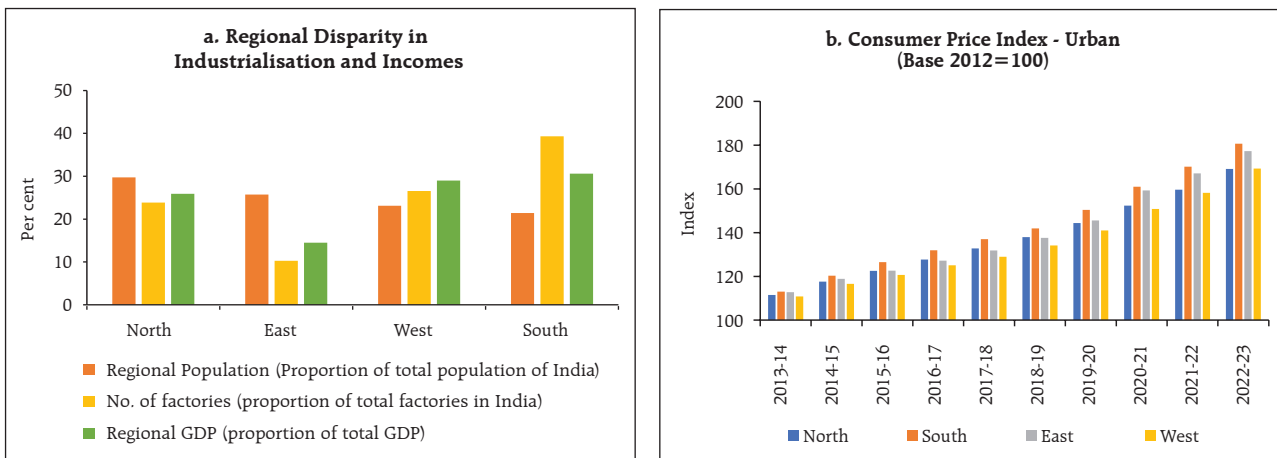 a. Regional Disparity in
Industrialisation and Incomes
50
40
30
20
10
0
Per cent
North East West South
Regional Population (Proportion of total population of India)
No. of factories (proportion of total factories in India)
Regional GDP (proportion of total GDP)
b. Consumer Price Index - Urban
(Base 2012=100)
200
180
160
140
120
100
Index
2013-14
2014-15
2015-16
2016-17
2017-18
2018-19
2019-20
2020-21
2021-22
2022-23
North South East West